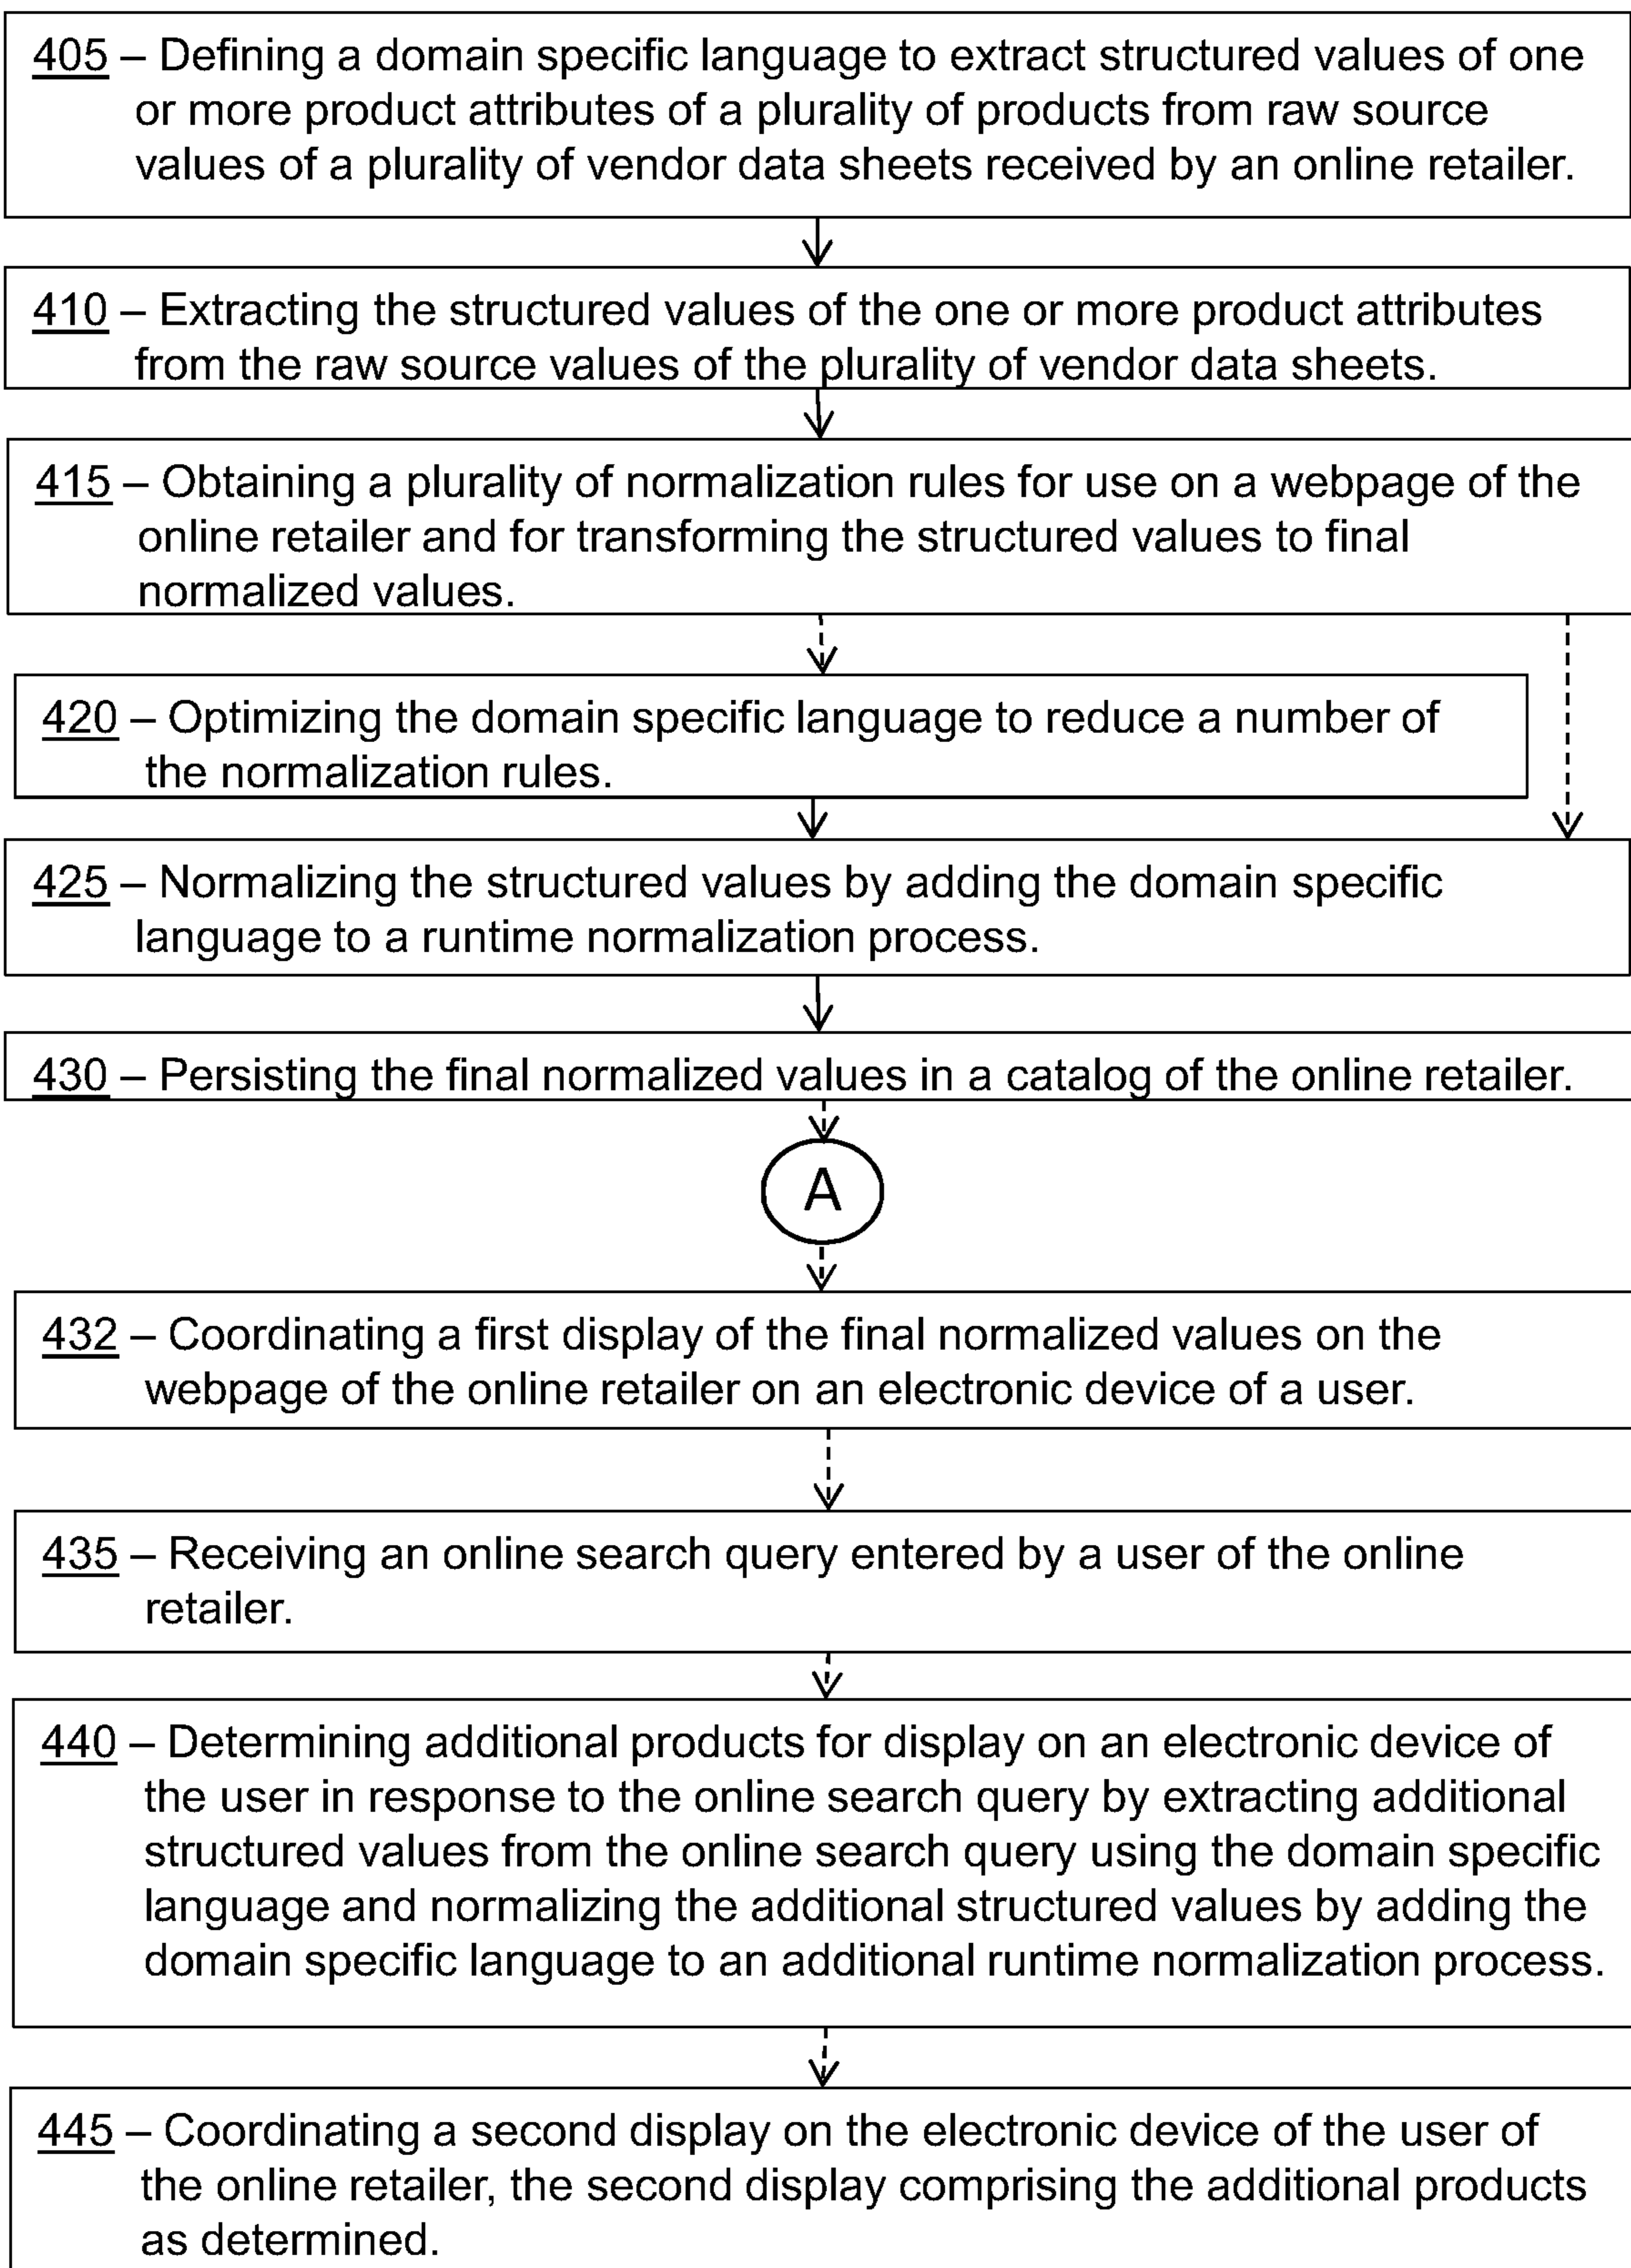 405 – Defining a domain specific language to extract structured values of one
or more product attributes of a plurality of products from raw source
values of a plurality of vendor data sheets received by an online retailer.
410 – Extracting the structured values of the one or more product attributes
from the raw source values of the plurality of vendor data sheets.
415 – Obtaining a plurality of normalization rules for use on a webpage of the
online retailer and for transforming the structured values to final
normalized values.
420 – Optimizing the domain specific language to reduce a number of
the normalization rules.
425 – Normalizing the structured values by adding the domain specific
language to a runtime normalization process.
430 – Persisting the final normalized values in a catalog of the online retailer.
A
432 – Coordinating a first display of the final normalized values on the
webpage of the online retailer on an electronic device of a user.
435 – Receiving an online search query entered by a user of the online
retailer.
440 – Determining additional products for display on an electronic device of
the user in response to the online search query by extracting additional
structured values from the online search query using the domain specific
language and normalizing the additional structured values by adding the
domain specific language to an additional runtime normalization process.
445 – Coordinating a second display on the electronic device of the user of
the online retailer, the second display comprising the additional products
as determined.